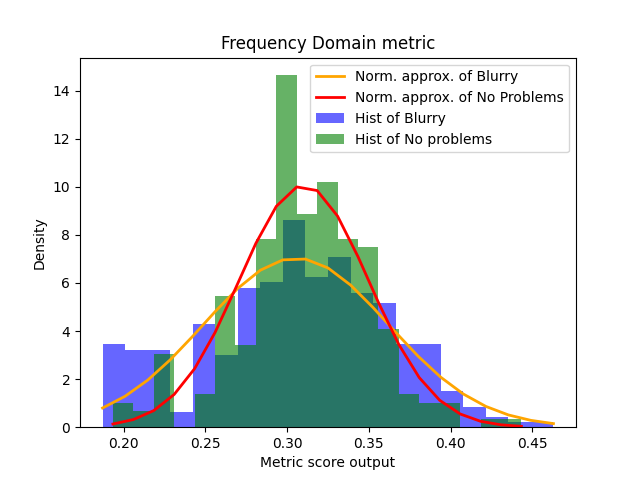 Frequency Domain metric
Norm. approx. of Blurry
Norm. approx. of No Problems
Hist of Blurry
Hist of No problems
14
12
10
8
6
4
2
0
Density
0.20 0.25 0.30 0.35 0.40 0.45
Metric score output